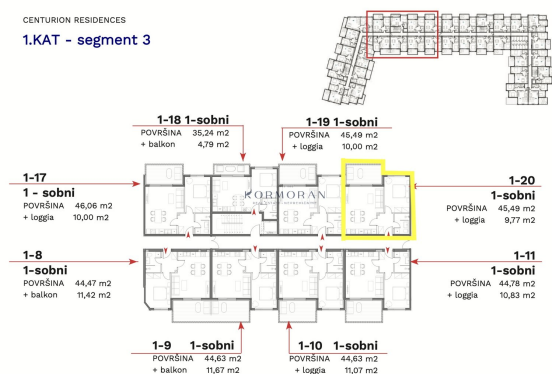 CENTURION RESIDENCES
1.KAT - segment 3
1-18 1-sobni
POVRŠINA 35,24 m2
+ balkon 4,79 m2
1-19 1-sobni
POVRŠINA 45,49 m2
+ loggia 10,00 m2
1-17
1 - sobni
POVRŠINA 46,06 m2
+ loggia 10,00 m2
1-20
1-sobni
POVRŠINA 45,49 m2
+ loggia 9,77 m2
KORMORAN
1-8
1-sobni
POVRŠINA 44,47 m2
+ balkon 11,42 m2
1-11
1-sobni
POVRŠINA 44,78 m2
+ loggia 10,83 m2
1-9 1-sobni
POVRŠINA 44,63 m2
+ balkon 11,67 m2
1-10 1-sobni
POVRŠINA 44,63 m2
+ loggia 11,07 m2